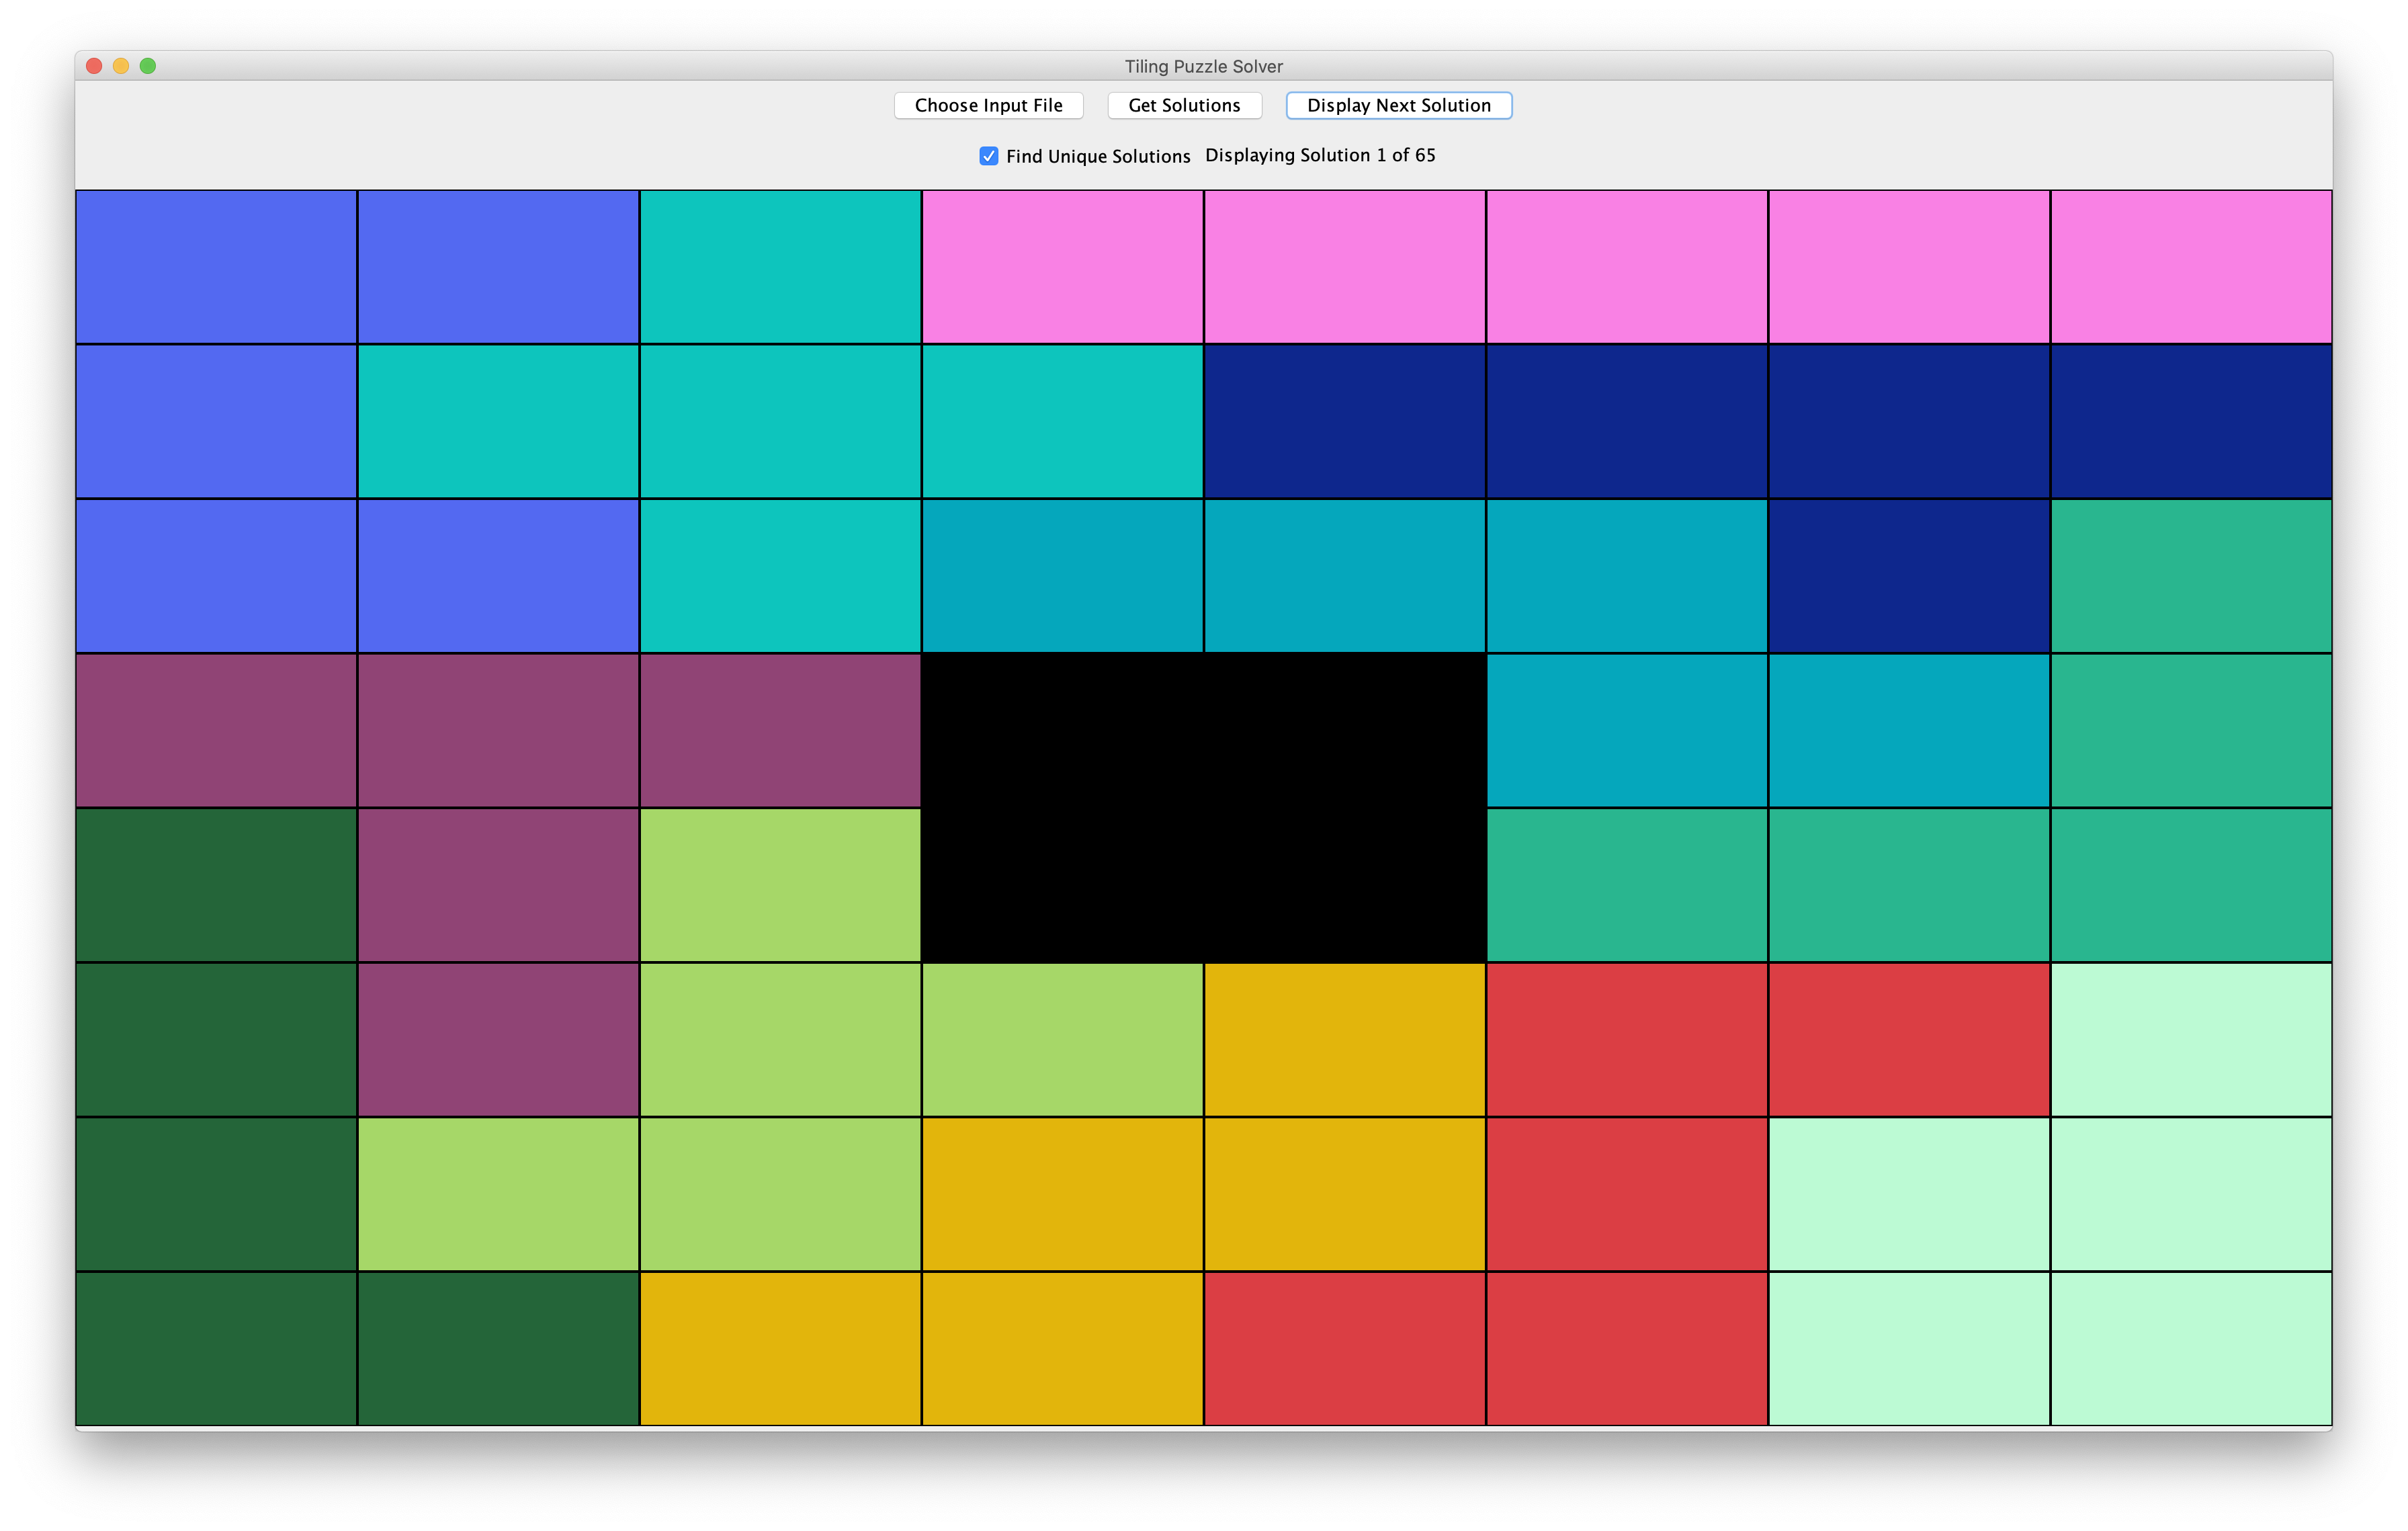 Tiling Puzzle Solver
Choose Input File Get Solutions Display Next Solution
Find Unique Solutions Displaying Solution 1 of 65